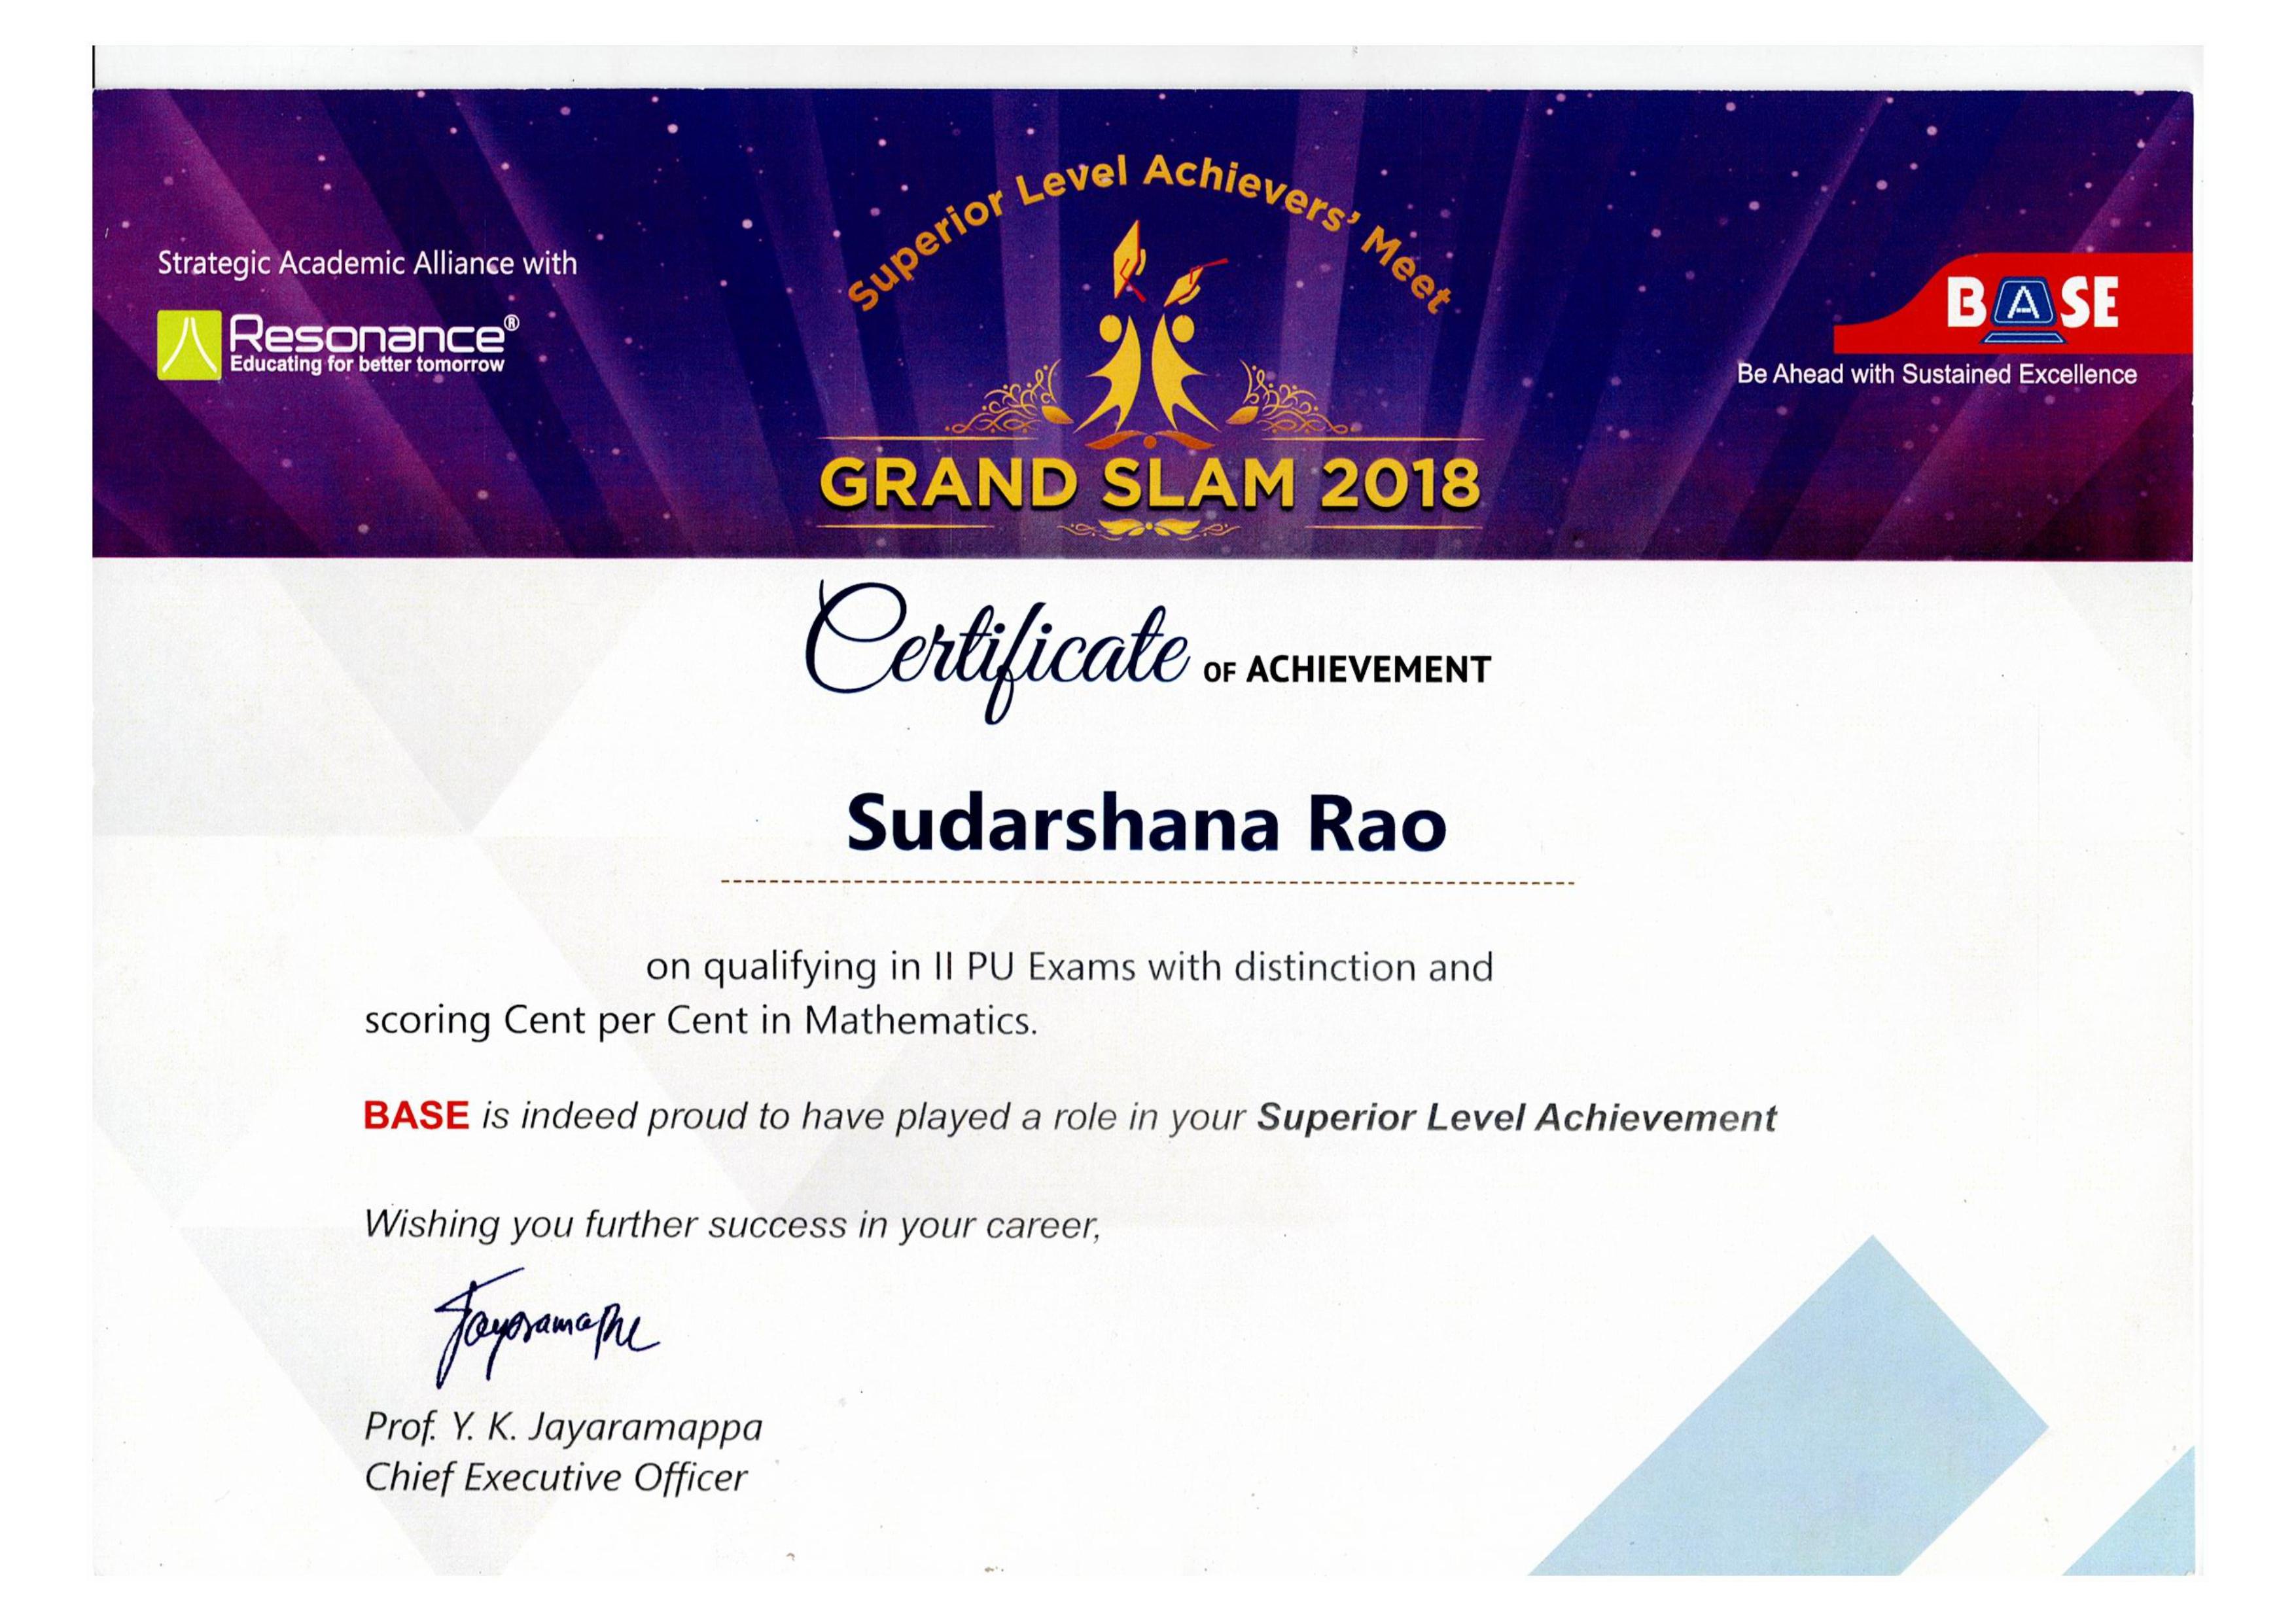 Superior Level Achievers' Meet
Strategic Academic Alliance with
Resonance®
Educating for better tomorrow
BASE
Be Ahead with Sustained Excellence
GRAND SLAM 2018
Certificate OF ACHIEVEMENT
Sudarshana Rao
on qualifying in II PU Exams with distinction and
scoring Cent per Cent in Mathematics.
BASE is indeed proud to have played a role in your Superior Level Achievement
Wishing you further success in your career,
Prof. Y. K. Jayaramappa
Chief Executive Officer